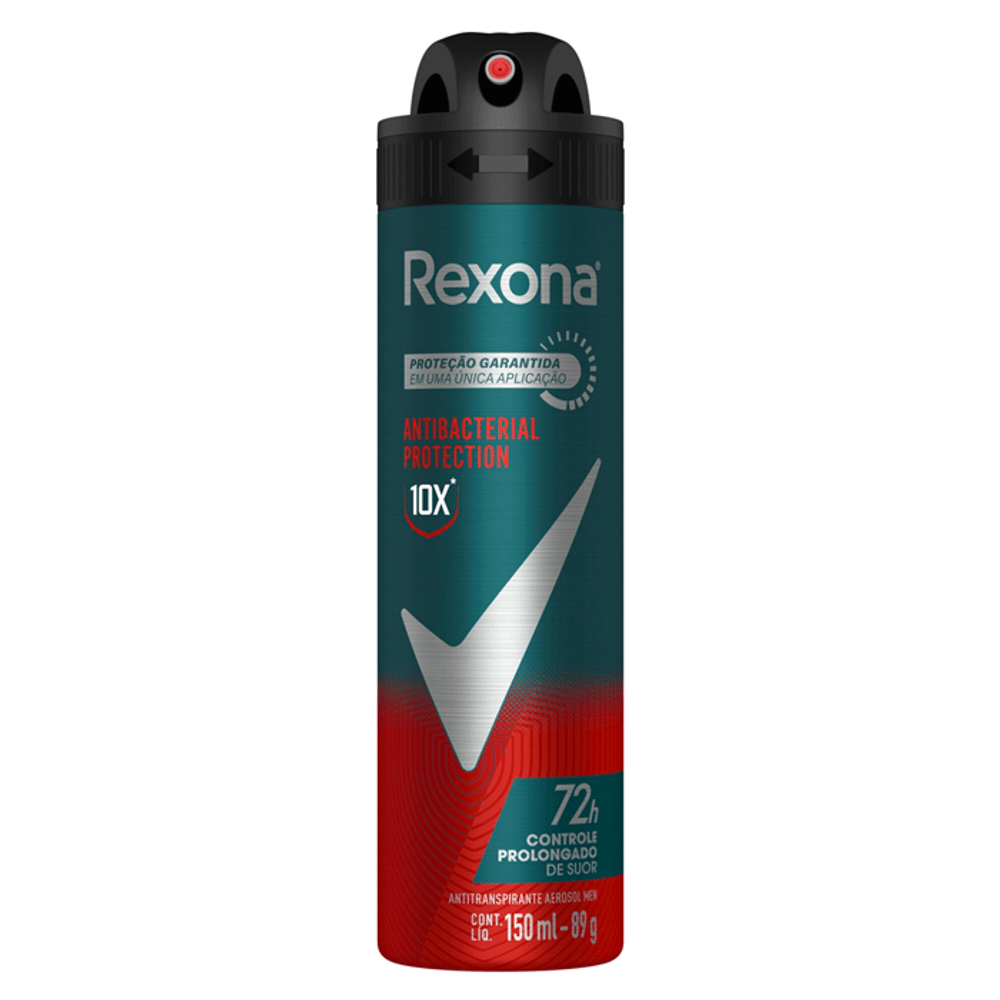 Rexona
PROTEÇÃO GARANTIDA
EM UMA ÚNICA APLICAÇÃO
ANTIBACTERIAL
PROTECTION
10X*
72h
CONTROLE
PROLONGADO
DE SUOR
ANTITRANSPIRANTE AEROSOL MEN
CONT.
LÍQ. 150 ml - 89 g